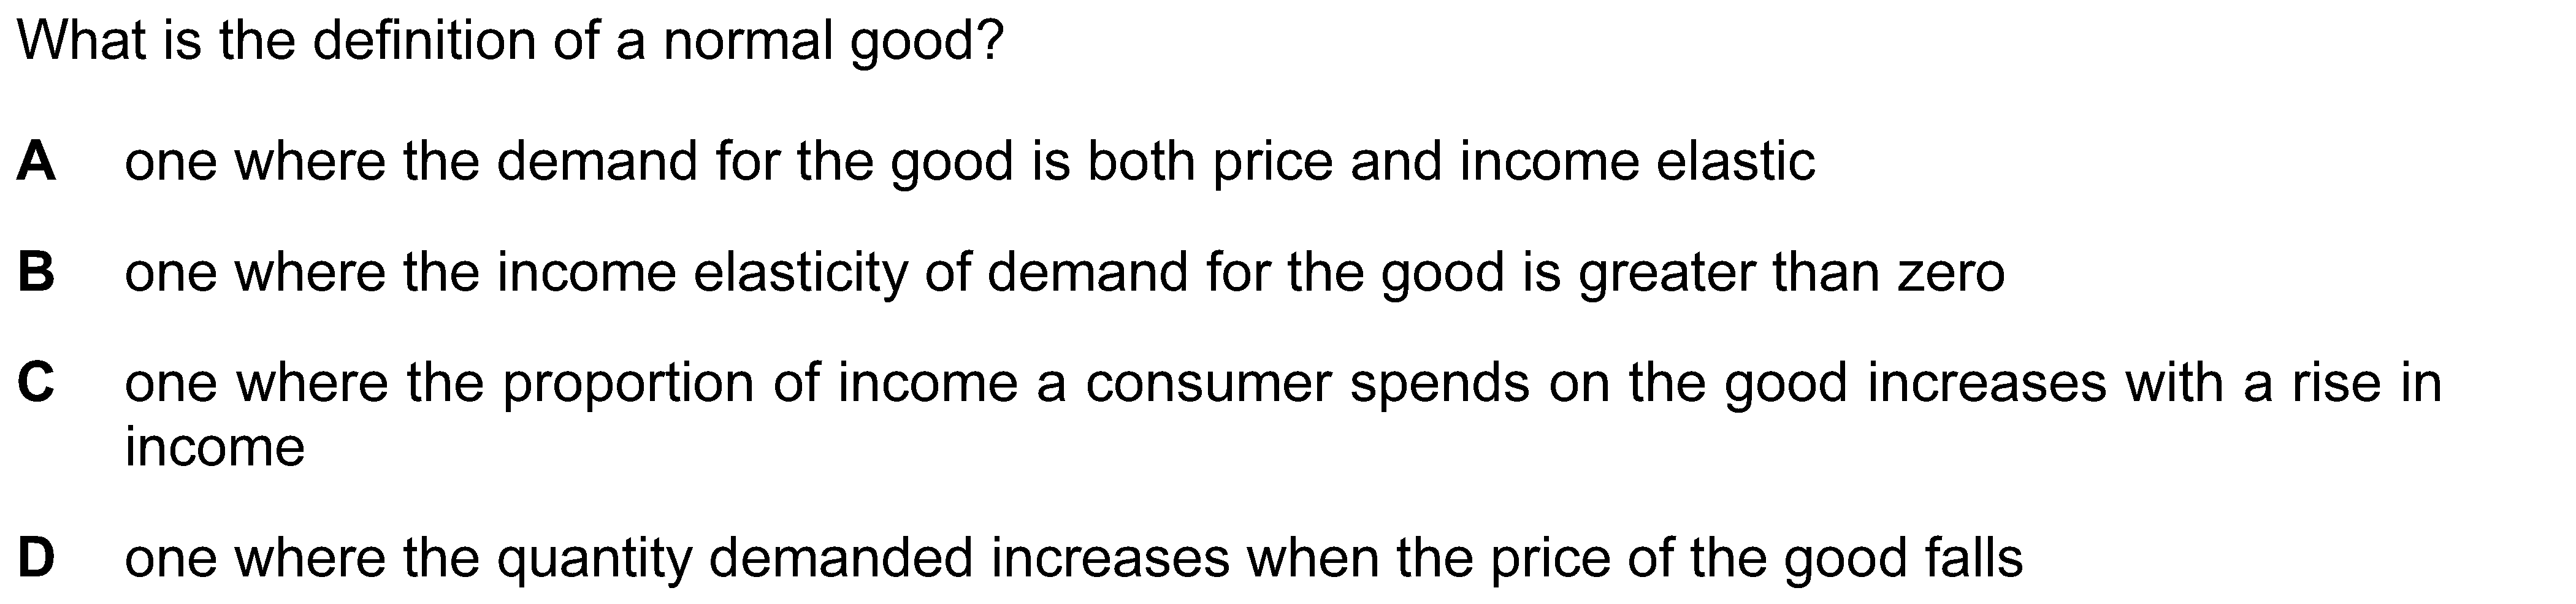 What is the definition of a normal good?
A one where the demand for the good is both price and income elastic
B one where the income elasticity of demand for the good is greater than zero
C one where the proportion of income a consumer spends on the good increases with a rise in
income
D one where the quantity demanded increases when the price of the good falls